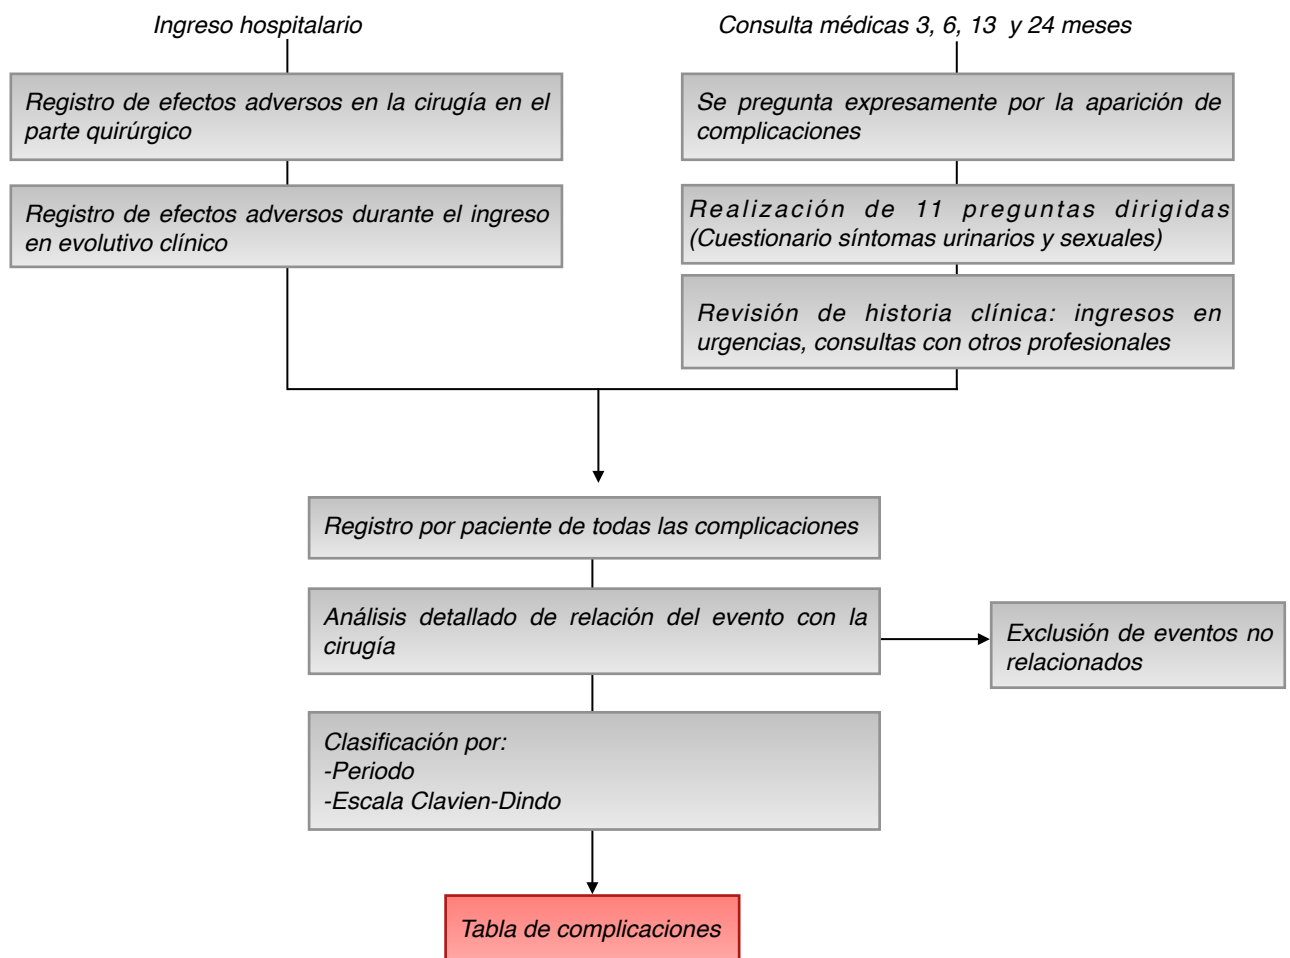 Ingreso hospitalario
Registro de efectos adversos en la cirugía en el
parte quirúrgico
Registro de efectos adversos durante el ingreso
en evolutivo clínico
Consulta médicas 3, 6, 13 y 24 meses
Se pregunta expresamente por la aparición de
complicaciones
Realización de 11 preguntas dirigidas
(Cuestionario síntomas urinarios y sexuales)
Revisión de historia clínica: ingresos en
urgencias, consultas con otros profesionales
Registro por paciente de todas las complicaciones
Análisis detallado de relación del evento con la
cirugía
Exclusión de eventos no
relacionados
Clasificación por:
-Periodo
-Escala Clavien-Dindo
Tabla de complicaciones